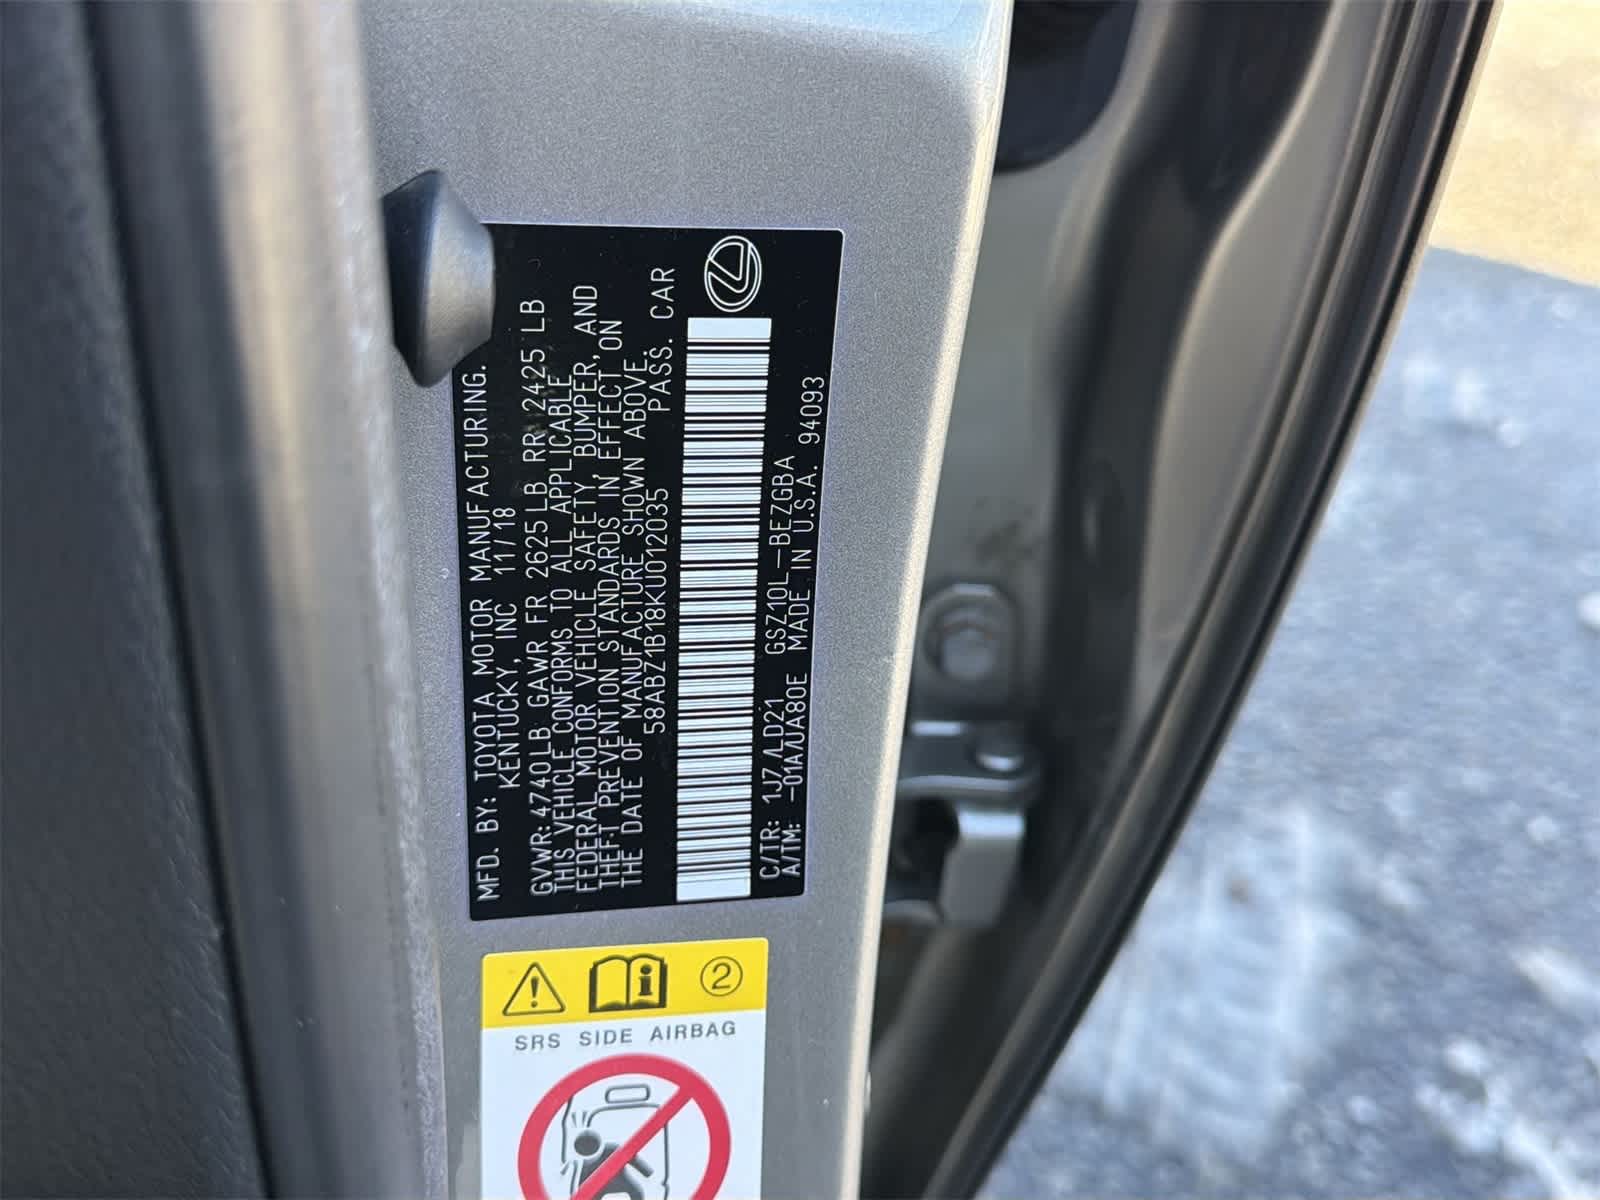 MFD. BY: TOYOTA MOTOR MANUFACTURING.
KENTUCKY, INC 11/18
GVWR: 4740LB GAWR FR 2625LB RR 2425LB
THIS VEHICLE CONFORMS TO ALL APPLICABLE
FEDERAL MOTOR VEHICLE SAFETY, BUMPER, AND
THEFT PREVENTION STANDARDS IN EFFECT ON
THE DATE OF MANUFACTURE SHOWN ABOVE.
58ABZ1B18KU012035 PASS. CAR
C/TR: 1J7/LD21 GSZ10L-BEZGBA
A/TM: -01A/UA80E MADE IN U.S.A. 94093
2
SRS SIDE AIRBAG